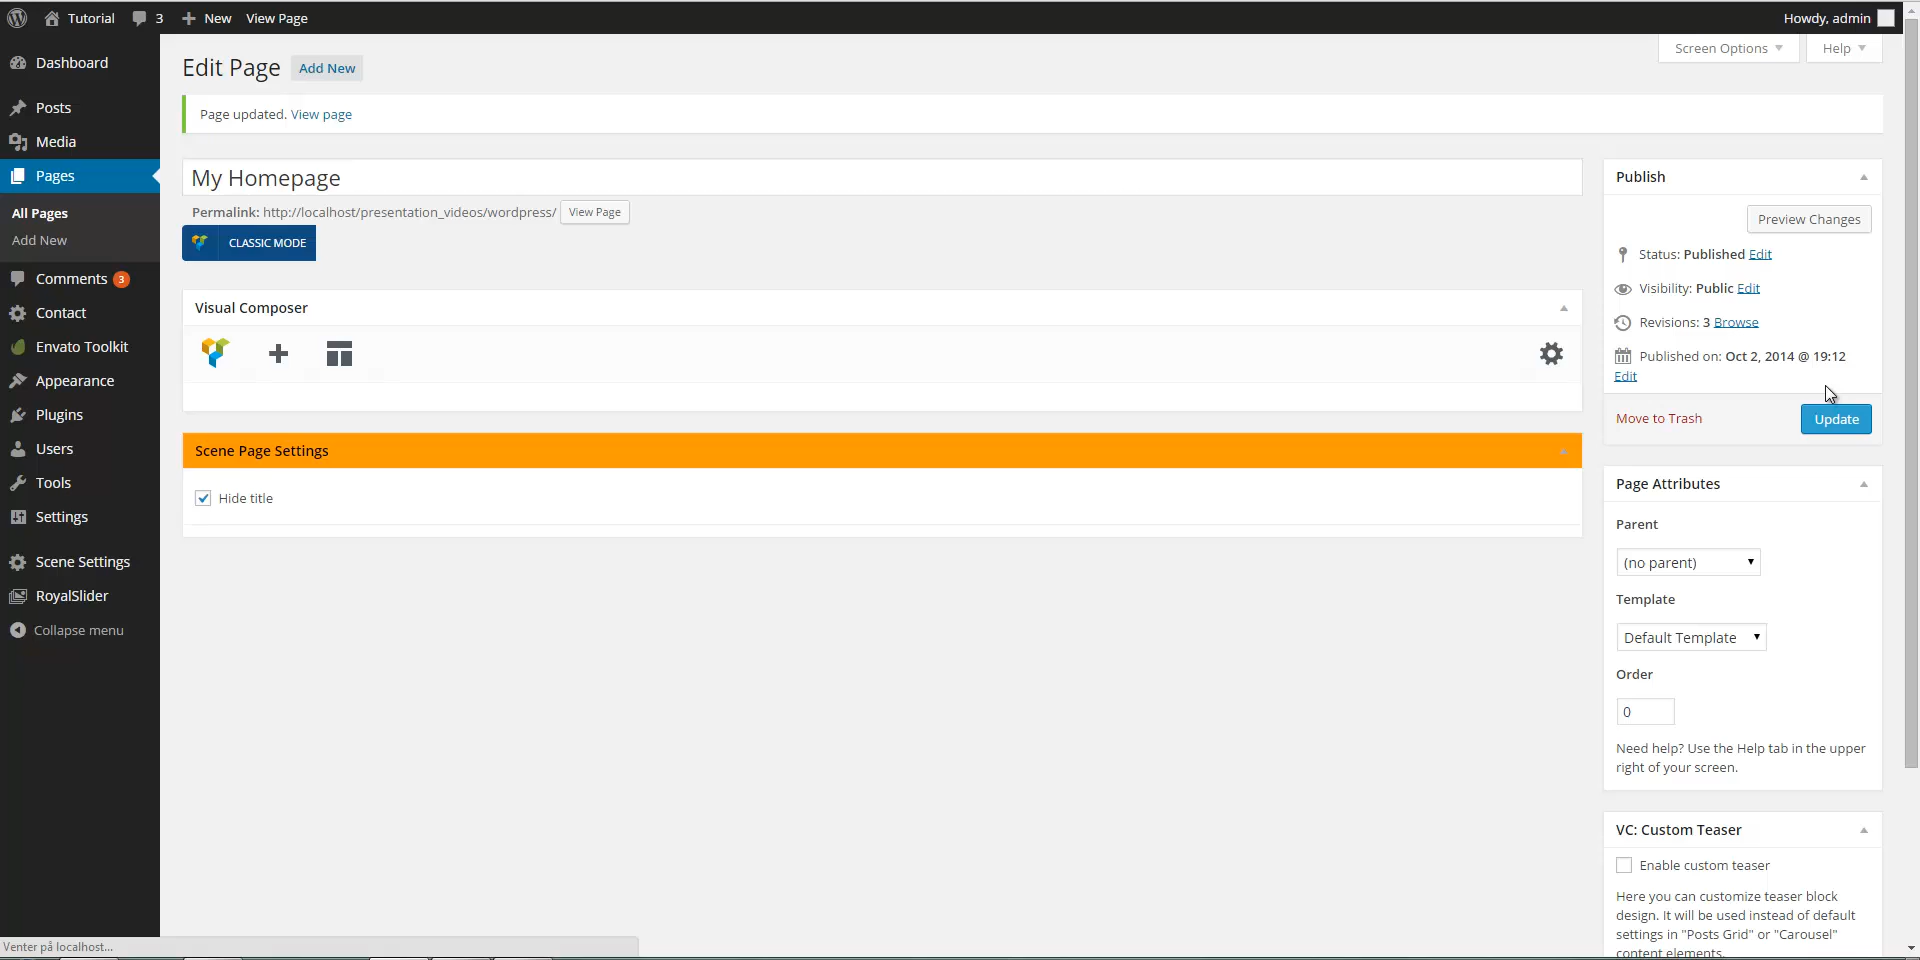 Tutorial
3
New
View Page
Howdy, admin
Dashboard
Posts
Media
Pages
All Pages
Add New
Comments 3
Contact
Envato Toolkit
Appearance
Plugins
Users
Tools
Settings
Scene Settings
RoyalSlider
Collapse menu
Screen Options
Help
Edit Page
Add New
Page updated. View page
My Homepage
Permalink: http://localhost/presentation_videos/wordpress/
View Page
CLASSIC MODE
Visual Composer
Scene Page Settings
Hide title
Publish
Preview Changes
Status: Published Edit
Visibility: Public Edit
Revisions: 3 Browse
Published on: Oct 2, 2014 @ 19:12
Edit
Move to Trash
Update
Page Attributes
Parent
(no parent)
Template
Default Template
Order
0
Need help? Use the Help tab in the upper
right of your screen.
VC: Custom Teaser
Enable custom teaser
Here you can customize teaser block
design. It will be used instead of default
settings in "Posts Grid" or "Carousel"
content elements.
Venter på localhost...